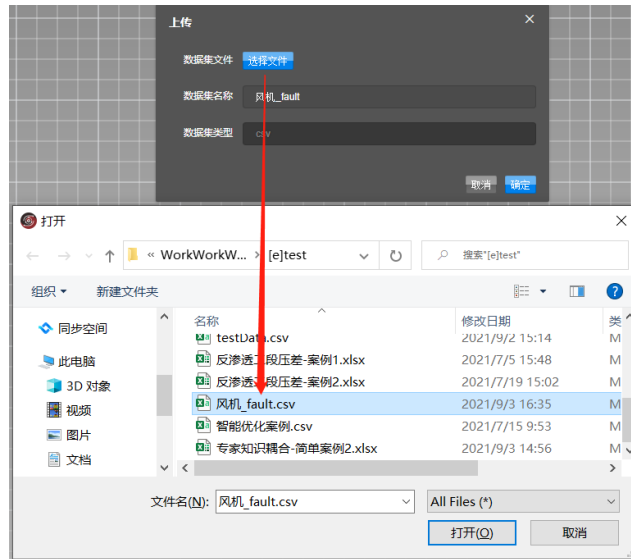 上传
数据集文件 选择文件
数据集名称 风机_fault
数据集类型 csv
取消 确定
打开
« WorkWorkW... > [e]test 搜索"[e]test"
组织 新建文件夹
名称 修改日期 类
testData.csv 2021/9/2 15:14 M
反渗透二段压差-案例1.xlsx 2021/7/5 15:48 M
反渗透二段压差-案例2.xlsx 2021/7/19 15:02 M
风机_fault.csv 2021/9/3 16:35 M
智能优化案例.csv 2021/7/15 9:53 M
专家知识耦合-简单案例2.xlsx 2021/9/3 14:56 M
同步空间
此电脑
3D 对象
视频
图片
文档
文件名(N): 风机_fault.csv All Files (*)
打开(O) 取消